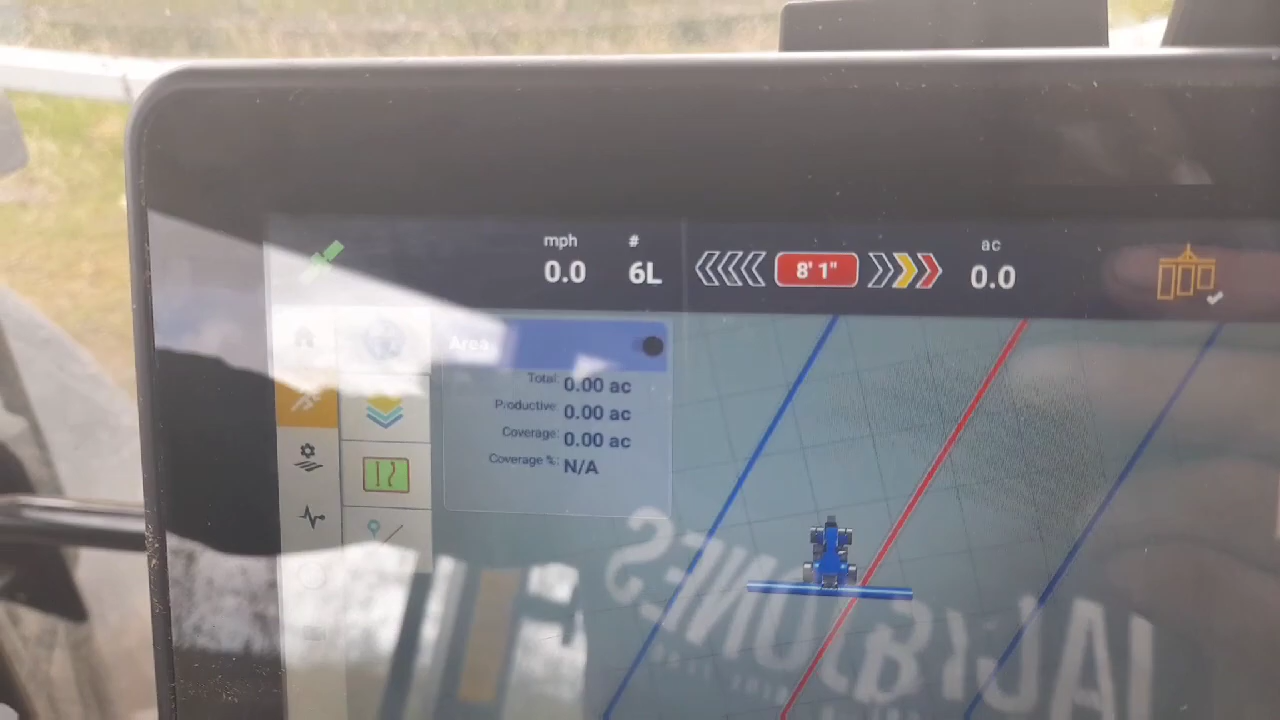 mph
0.0
#
6L
8' 1"
ac
0.0
Area
Total: 0.00 ac
Productive: 0.00 ac
Coverage: 0.00 ac
Coverage %: N/A